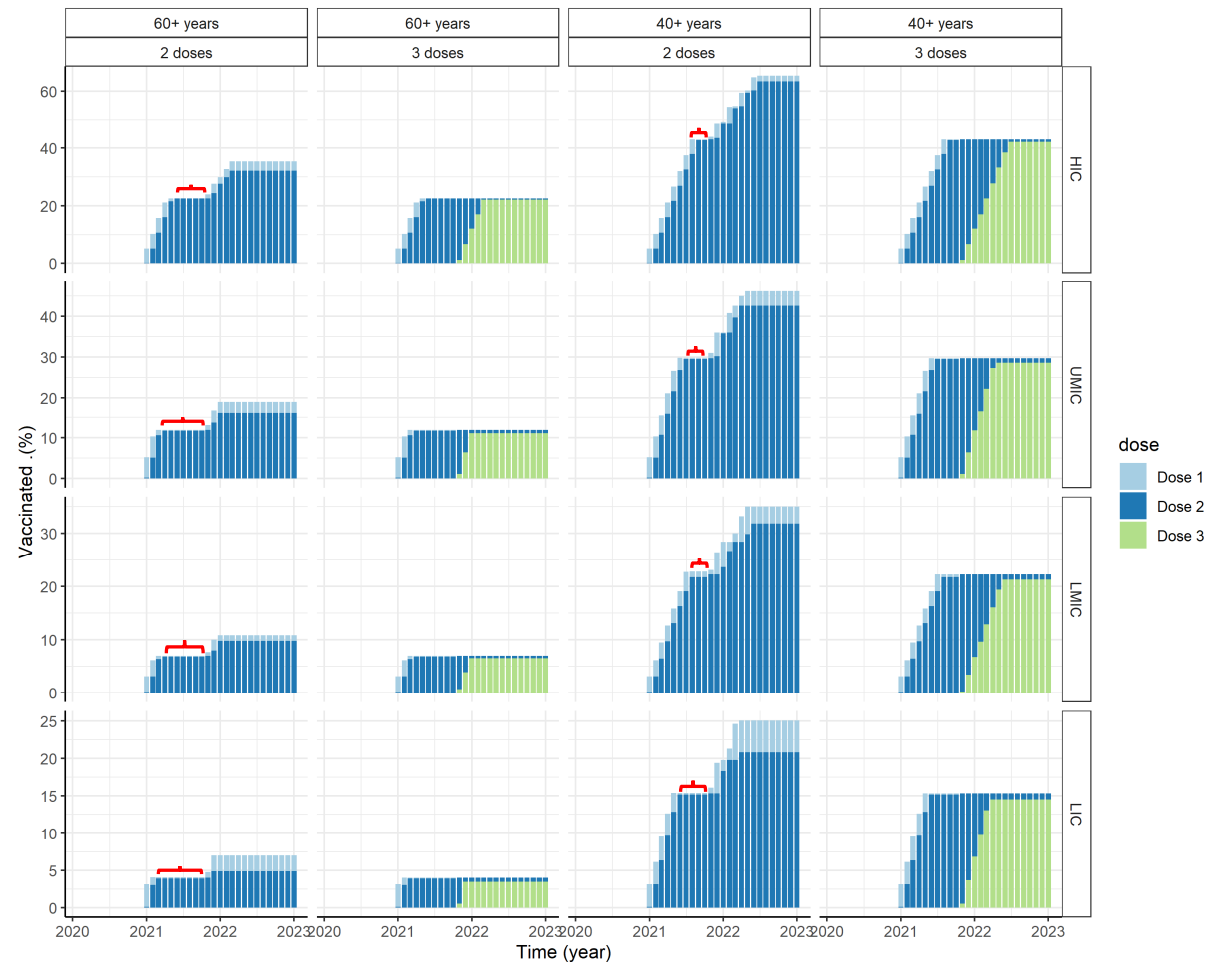 60+ years 60+ years 40+ years 40+ years
2 doses 3 doses 2 doses 3 doses
60
40
20
0
HIC
40
30
20
10
0
UMIC
30
20
10
0
LMIC
25
20
15
10
5
0
LIC
2020 2021 2022 2023 2020 2021 2022 2023 2020 2021 2022 2023 2020 2021 2022 2023
Time (year)
Vaccinated .(%)
dose
Dose 1
Dose 2
Dose 3